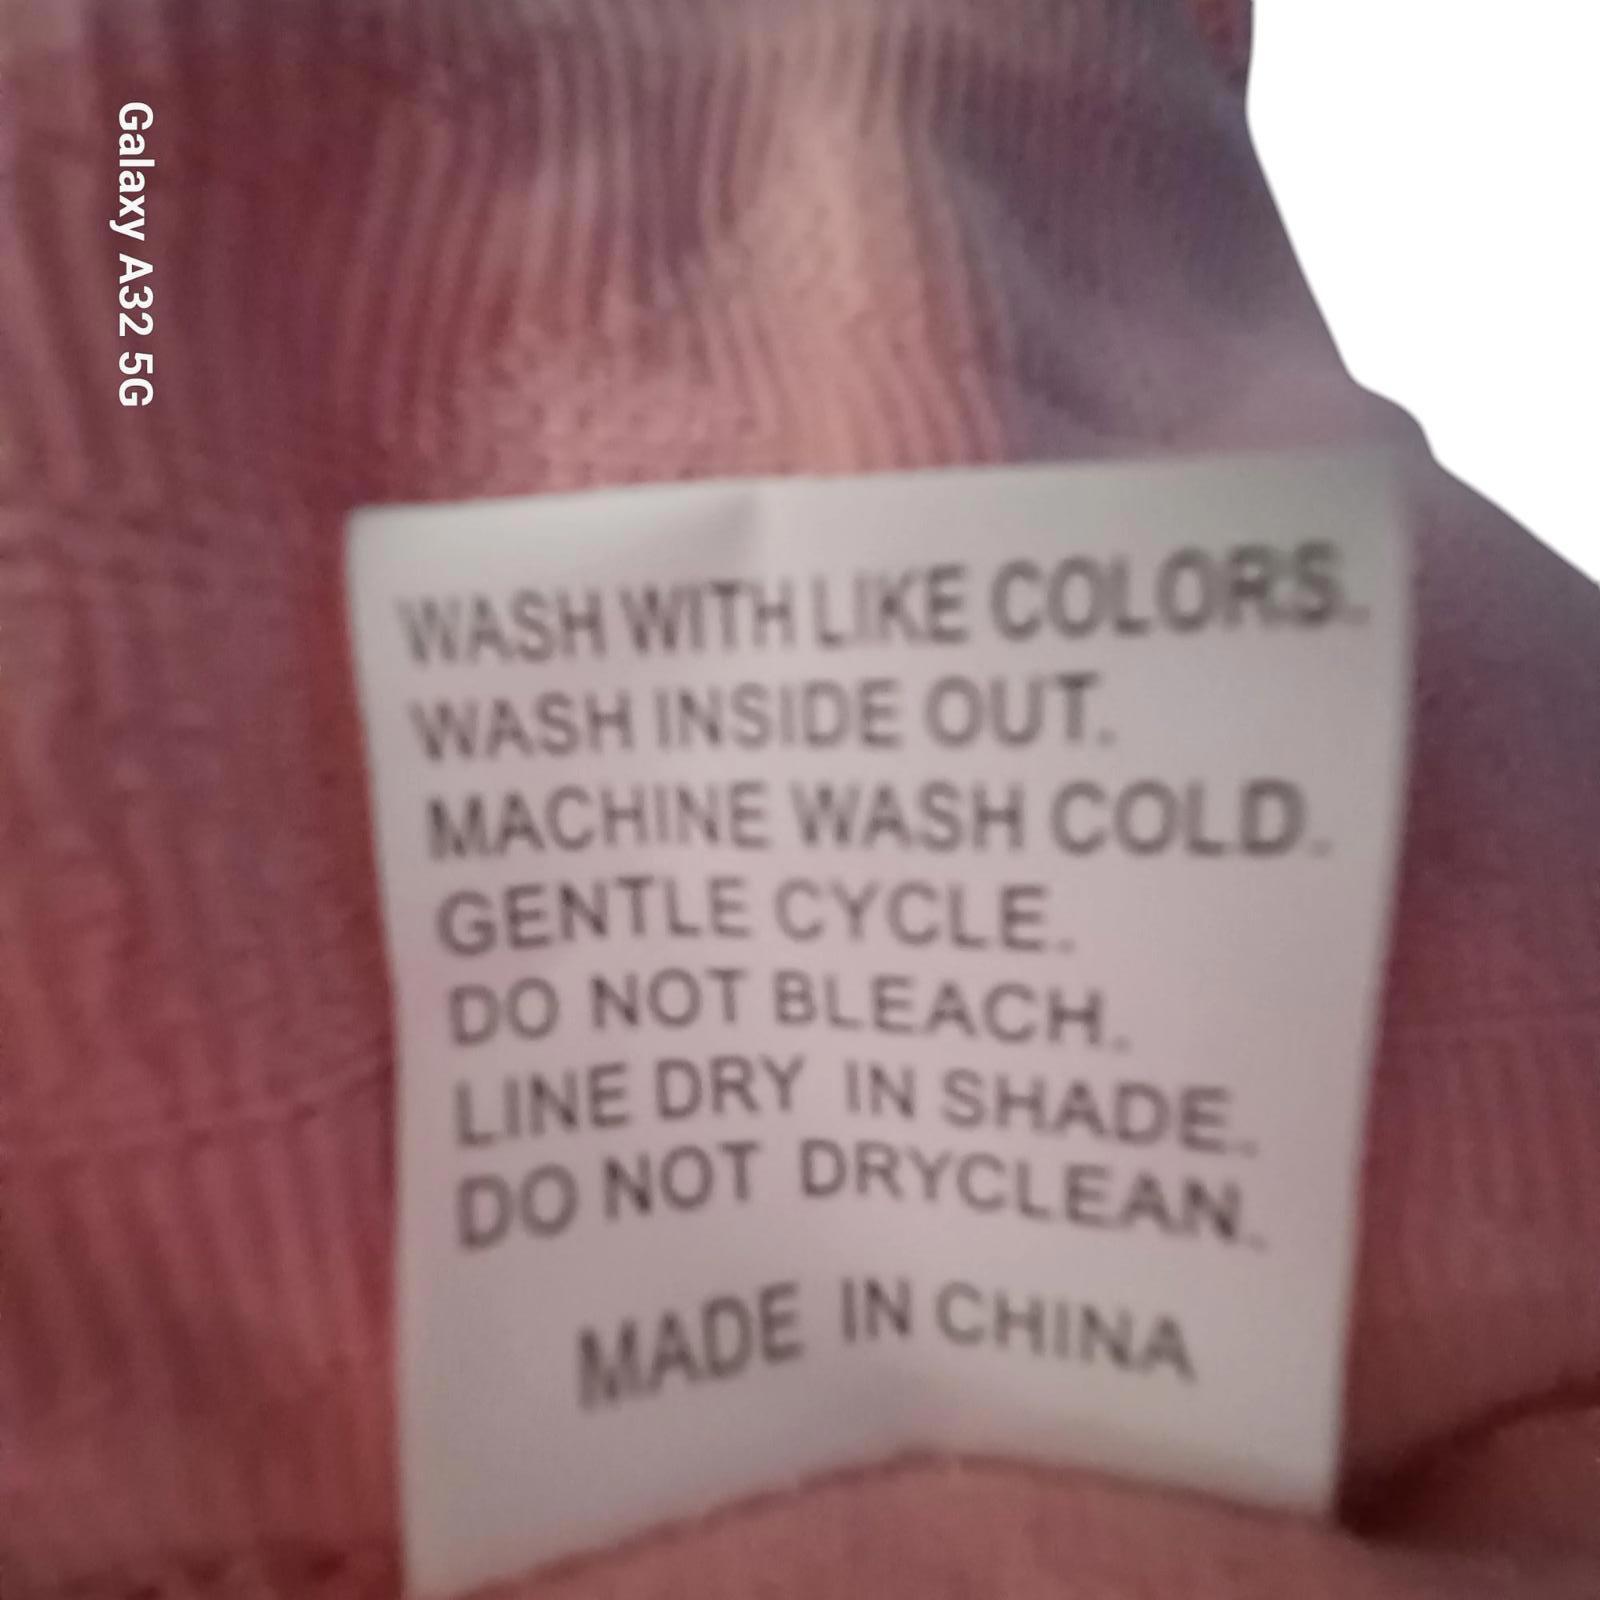 Galaxy A32 5G
WASH WITH LIKE COLORS.
WASH INSIDE OUT.
MACHINE WASH COLD.
GENTLE CYCLE.
DO NOT BLEACH.
LINE DRY IN SHADE.
DO NOT DRYCLEAN.
MADE IN CHINA